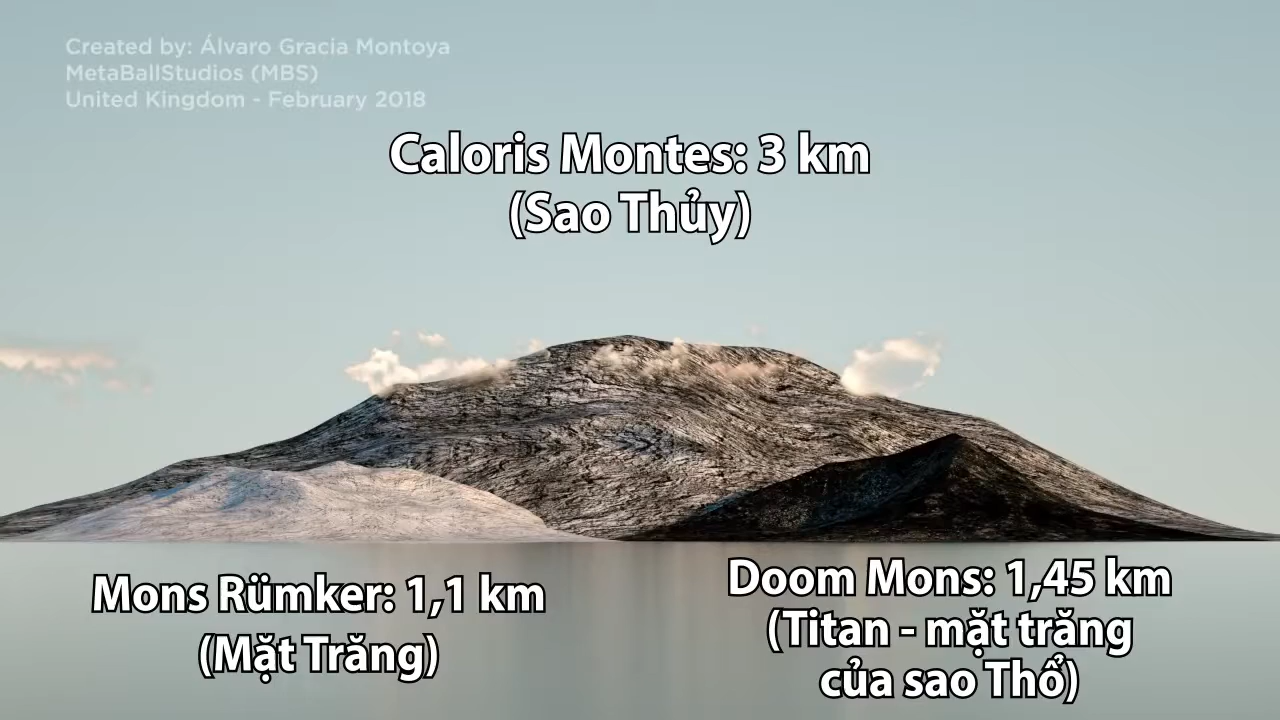 Created by: Álvaro Gracia Montoya
MetaBallStudios (MBS)
United Kingdom - February 2018
Caloris Montes: 3 km
(Sao Thủy)
Mons Rümker: 1,1 km
(Mặt Trăng)
Doom Mons: 1,45 km
(Titan - mặt trăng
của sao Thổ)